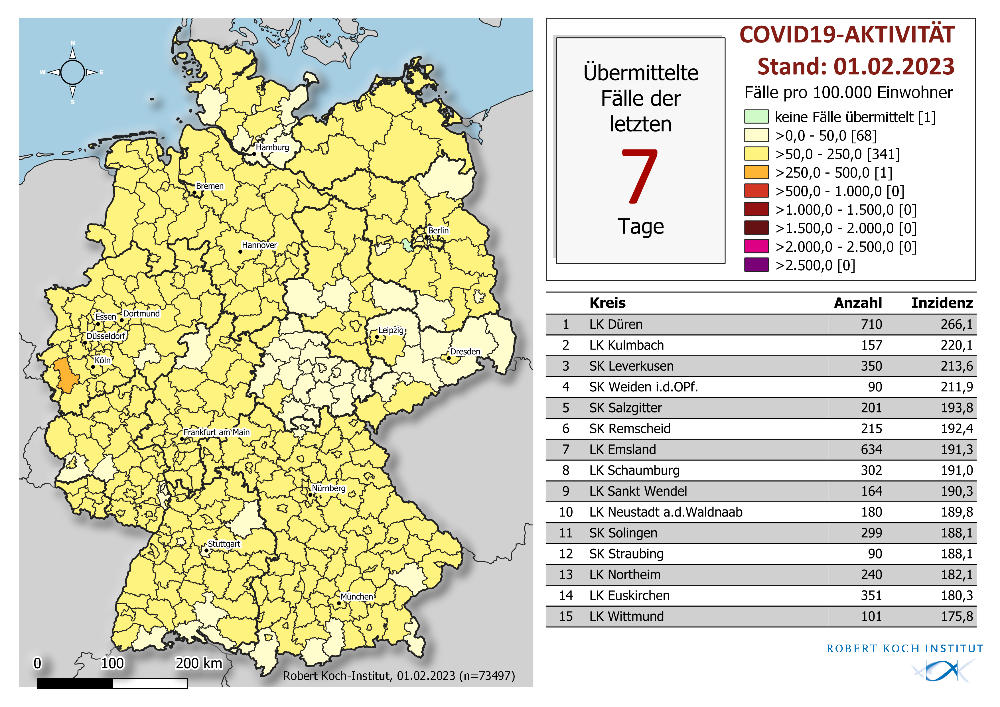 N
W
E
S
Hamburg
Bremen
Berlin
Hannover
Essen
Dortmund
Düsseldorf
Leipzig
Dresden
Köln
Frankfurt am Main
Nürnberg
Stuttgart
München
0 100 200 km
Robert Koch-Institut, 01.02.2023 (n=73497)
Übermittelte
Fälle der
letzten
7
Tage
COVID19-AKTIVITÄT
Stand: 01.02.2023
Fälle pro 100.000 Einwohner
keine Fälle übermittelt [1]
>0,0 - 50,0 [68]
>50,0 - 250,0 [341]
>250,0 - 500,0 [1]
>500,0 - 1.000,0 [0]
>1.000,0 - 1.500,0 [0]
>1.500,0 - 2.000,0 [0]
>2.000,0 - 2.500,0 [0]
>2.500,0 [0]
Kreis Anzahl Inzidenz
1 LK Düren 710 266,1
2 LK Kulmbach 157 220,1
3 SK Leverkusen 350 213,6
4 SK Weiden i.d.OPf. 90 211,9
5 SK Salzgitter 201 193,8
6 SK Remscheid 215 192,4
7 LK Emsland 634 191,3
8 LK Schaumburg 302 191,0
9 LK Sankt Wendel 164 190,3
10 LK Neustadt a.d.Waldnaab 180 189,8
11 SK Solingen 299 188,1
12 SK Straubing 90 188,1
13 LK Northeim 240 182,1
14 LK Euskirchen 351 180,3
15 LK Wittmund 101 175,8
ROBERT KOCH INSTITUT